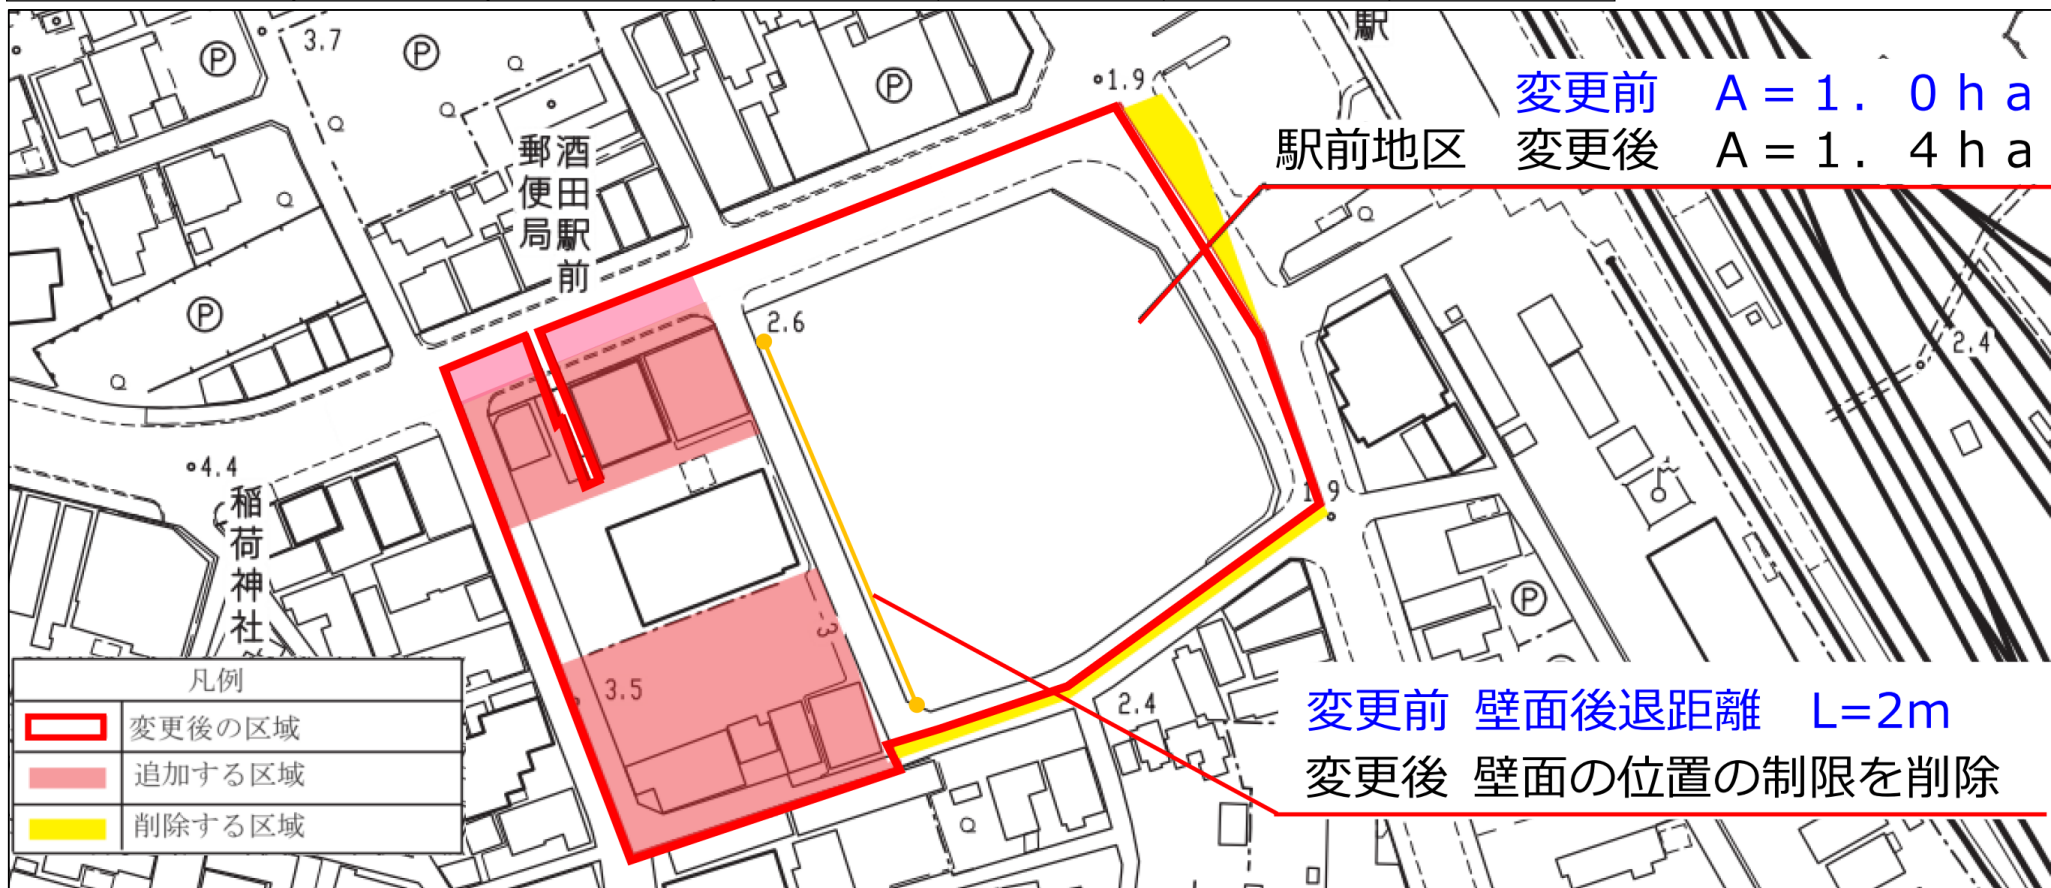 3.7
Ⓟ
Ⓟ
Ⓟ
駅
1.9
変更前　A＝1．0ha
駅前地区　変更後　A＝1．4ha
酒田駅前
郵便局
Ⓟ
2.6
2.4
4.4
稲荷神社
1.9
Ⓟ
3.5
2.4
凡例
変更後の区域
追加する区域
削除する区域
変更前 壁面後退距離　L=2m
変更後 壁面の位置の制限を削除